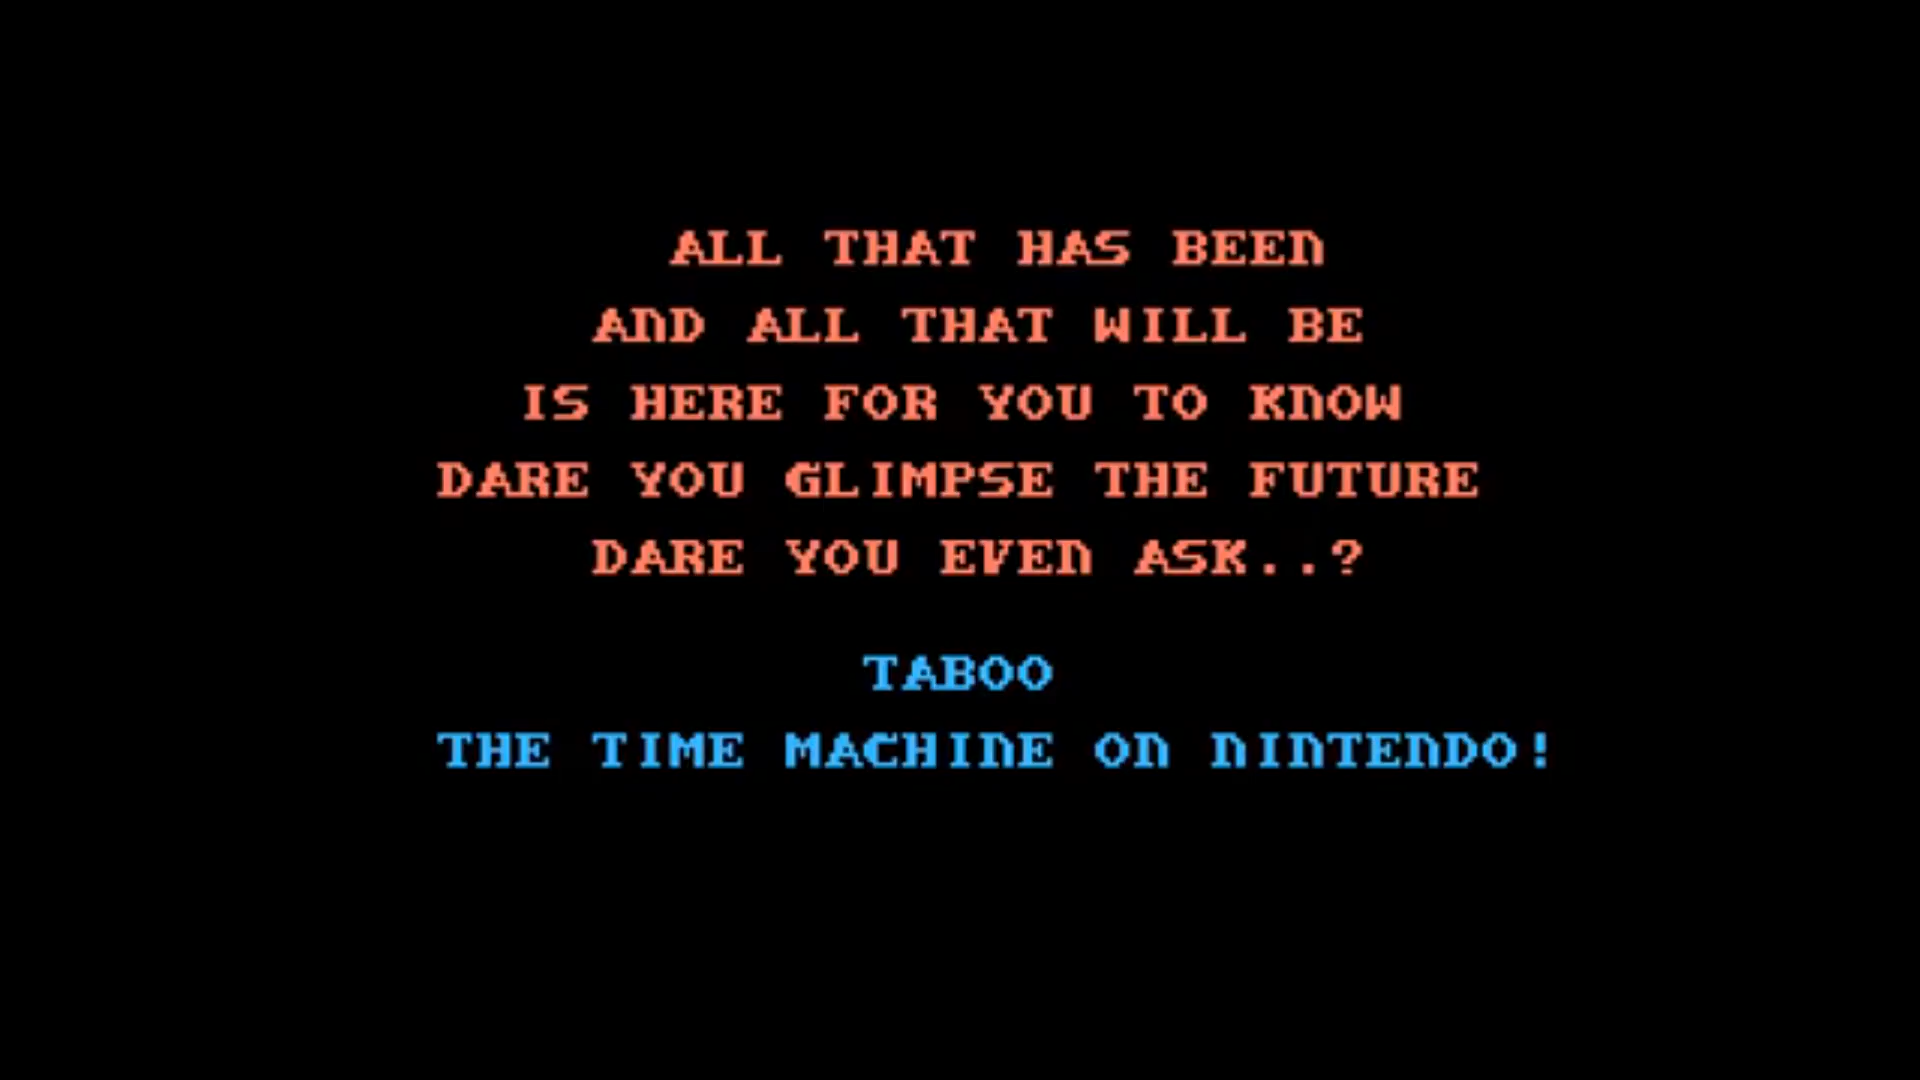 ALL THAT HAS BEEN
AND ALL THAT WILL BE
IS HERE FOR YOU TO KNOW
DARE YOU GLIMPSE THE FUTURE
DARE YOU EVEN ASK..?
TABOO
THE TIME MACHINE ON NINTENDO!